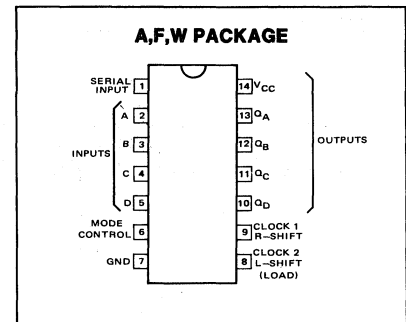 A,F,W PACKAGE
SERIAL
INPUT 1
14 VCC
A 2
13 QA
B 3
12 QB
INPUTS
OUTPUTS
C 4
11 QC
D 5
10 QD
MODE
CONTROL 6
9 CLOCK 1
R–SHIFT
GND 7
8 CLOCK 2
L–SHIFT
(LOAD)